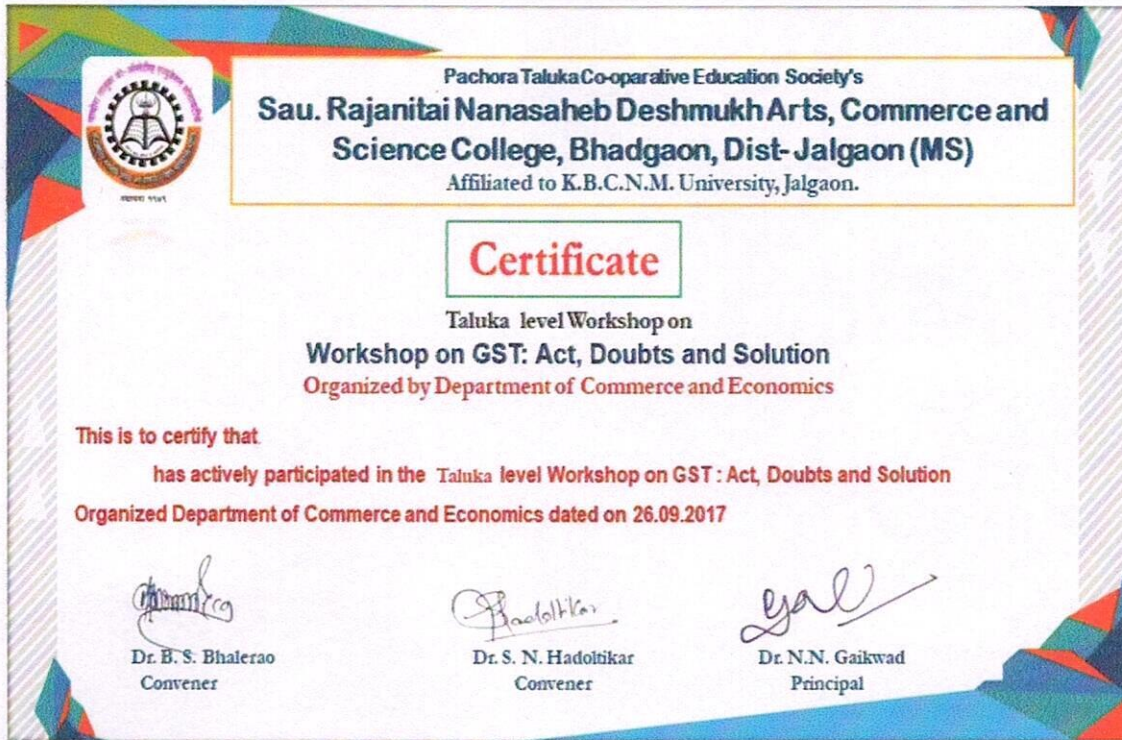 Pachora Taluka Co-oparative Education Society's
Sau. Rajanitai Nanasaheb Deshmukh Arts, Commerce and
Science College, Bhadgaon, Dist- Jalgaon (MS)
Affiliated to K.B.C.N.M. University, Jalgaon.
स्थापना १९५९
Certificate
Taluka level Workshop on
Workshop on GST: Act, Doubts and Solution
Organized by Department of Commerce and Economics
This is to certify that
has actively participated in the Taluka level Workshop on GST : Act, Doubts and Solution
Organized Department of Commerce and Economics dated on 26.09.2017
Hadoltikar
Dr. B. S. Bhalerao
Dr. S. N. Hadoltikar
Dr. N.N. Gaikwad
Convener
Convener
Principal